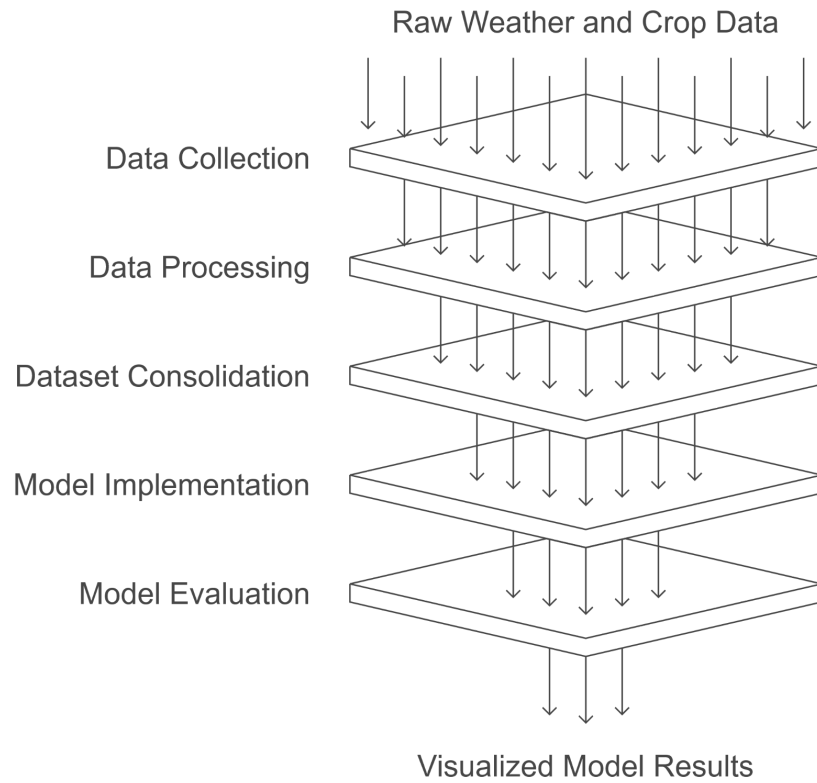 Raw Weather and Crop Data
Data Collection
Data Processing
Dataset Consolidation
Model Implementation
Model Evaluation
Visualized Model Results